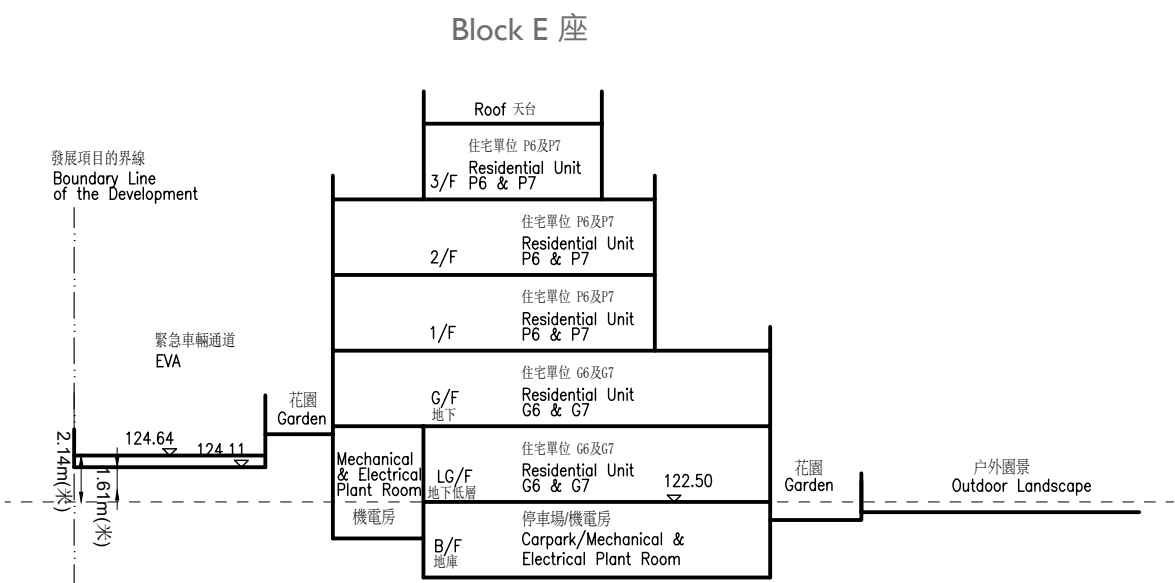 Block E 座
Roof 天台
住宅單位 P6及P7
Residential Unit
3/F P6 & P7
發展項目的界線
Boundary Line
of the Development
住宅單位 P6及P7
Residential Unit
2/F P6 & P7
住宅單位 P6及P7
Residential Unit
1/F P6 & P7
緊急車輛通道
EVA
住宅單位 G6及G7
G/F Residential Unit
地下 G6 & G7
花園
Garden
2.14m(米)
124.64
124.11
1.61m(米)
Mechanical
& Electrical
Plant Room
機電房
住宅單位 G6及G7
LG/F Residential Unit
地下低層 G6 & G7
122.50
花園
Garden
户外園景
Outdoor Landscape
停車場/機電房
B/F Carpark/Mechanical &
地庫 Electrical Plant Room